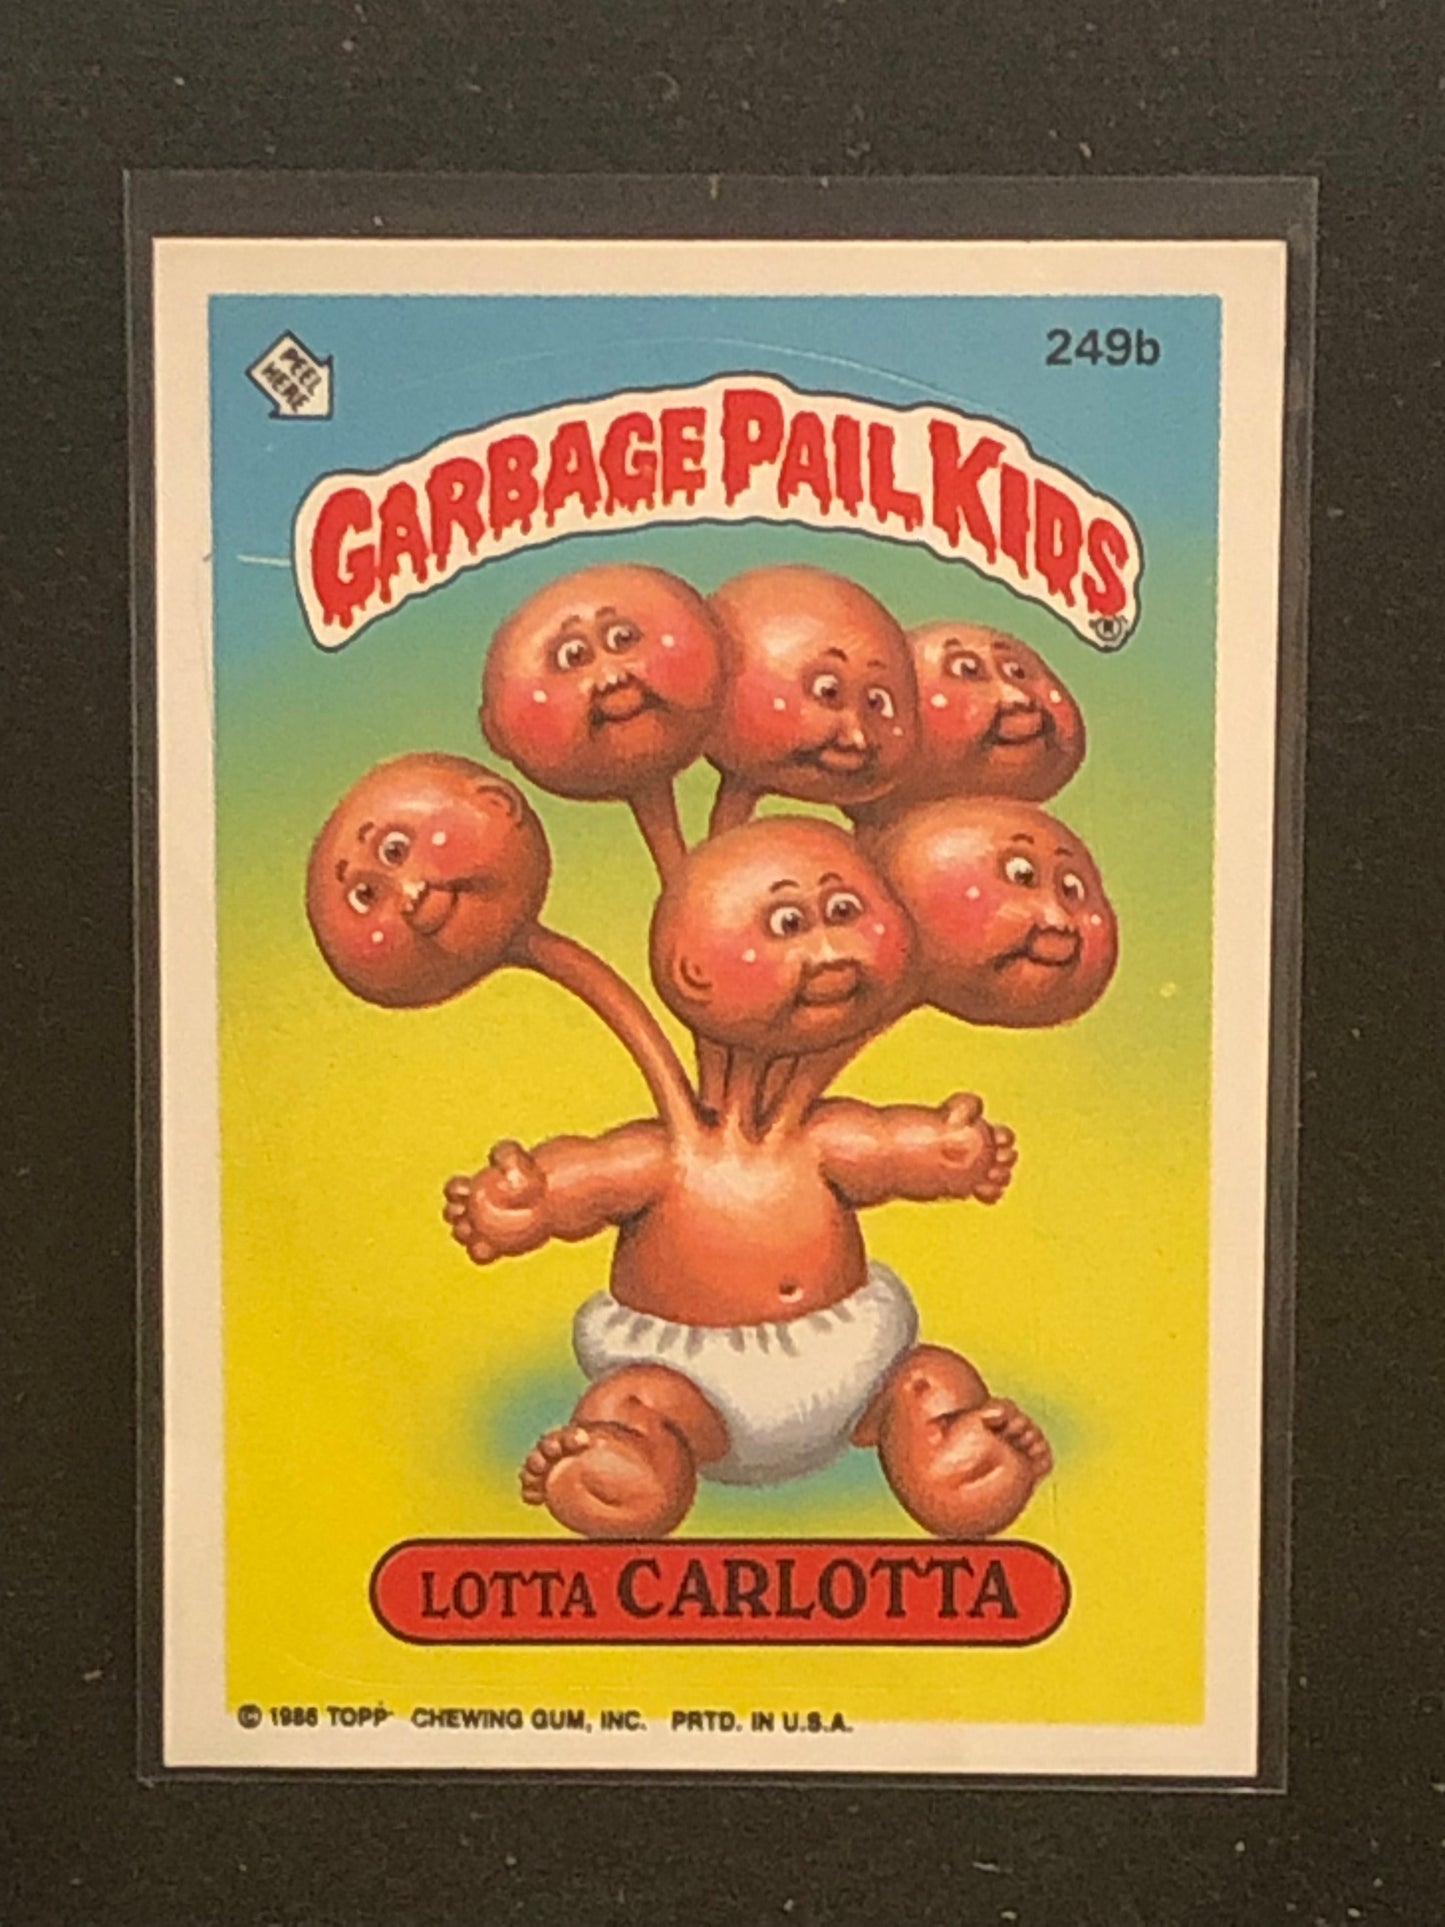 249b
PEEL
HERE
GARBAGE PAIL KIDS
®
LOTTA CARLOTTA
© 1986 TOPP CHEWING GUM, INC. PRTD. IN U.S.A.